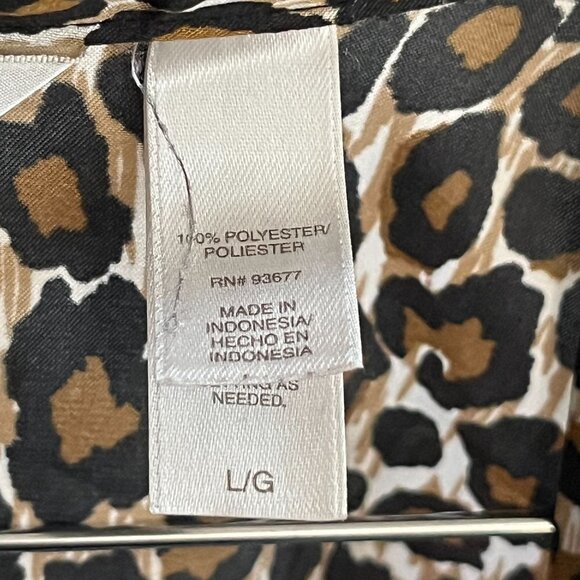 100% POLYESTER/
POLIESTER
RN# 93677
MADE IN
INDONESIA/
HECHO EN
INDONESIA
AS
NEEDED.
L/G